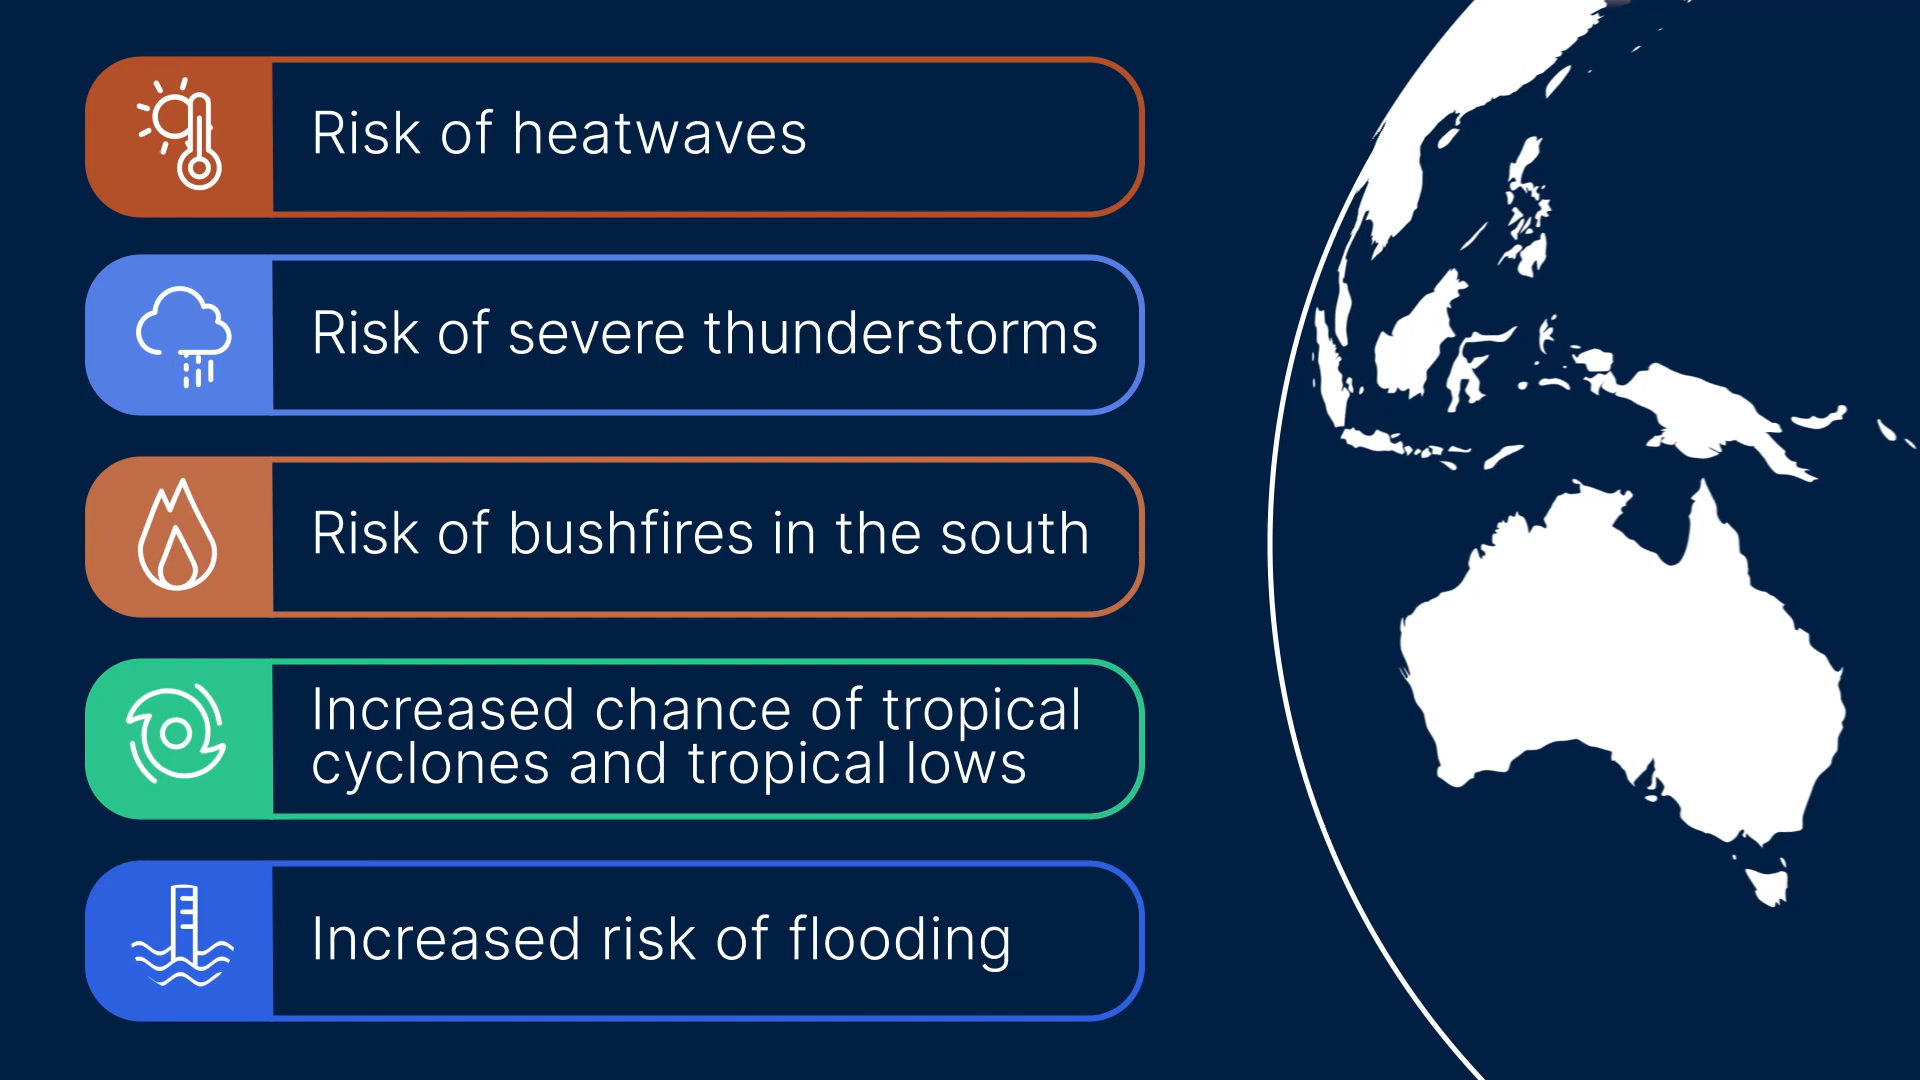 Risk of heatwaves
Risk of severe thunderstorms
Risk of bushfires in the south
Increased chance of tropical
cyclones and tropical lows
Increased risk of flooding